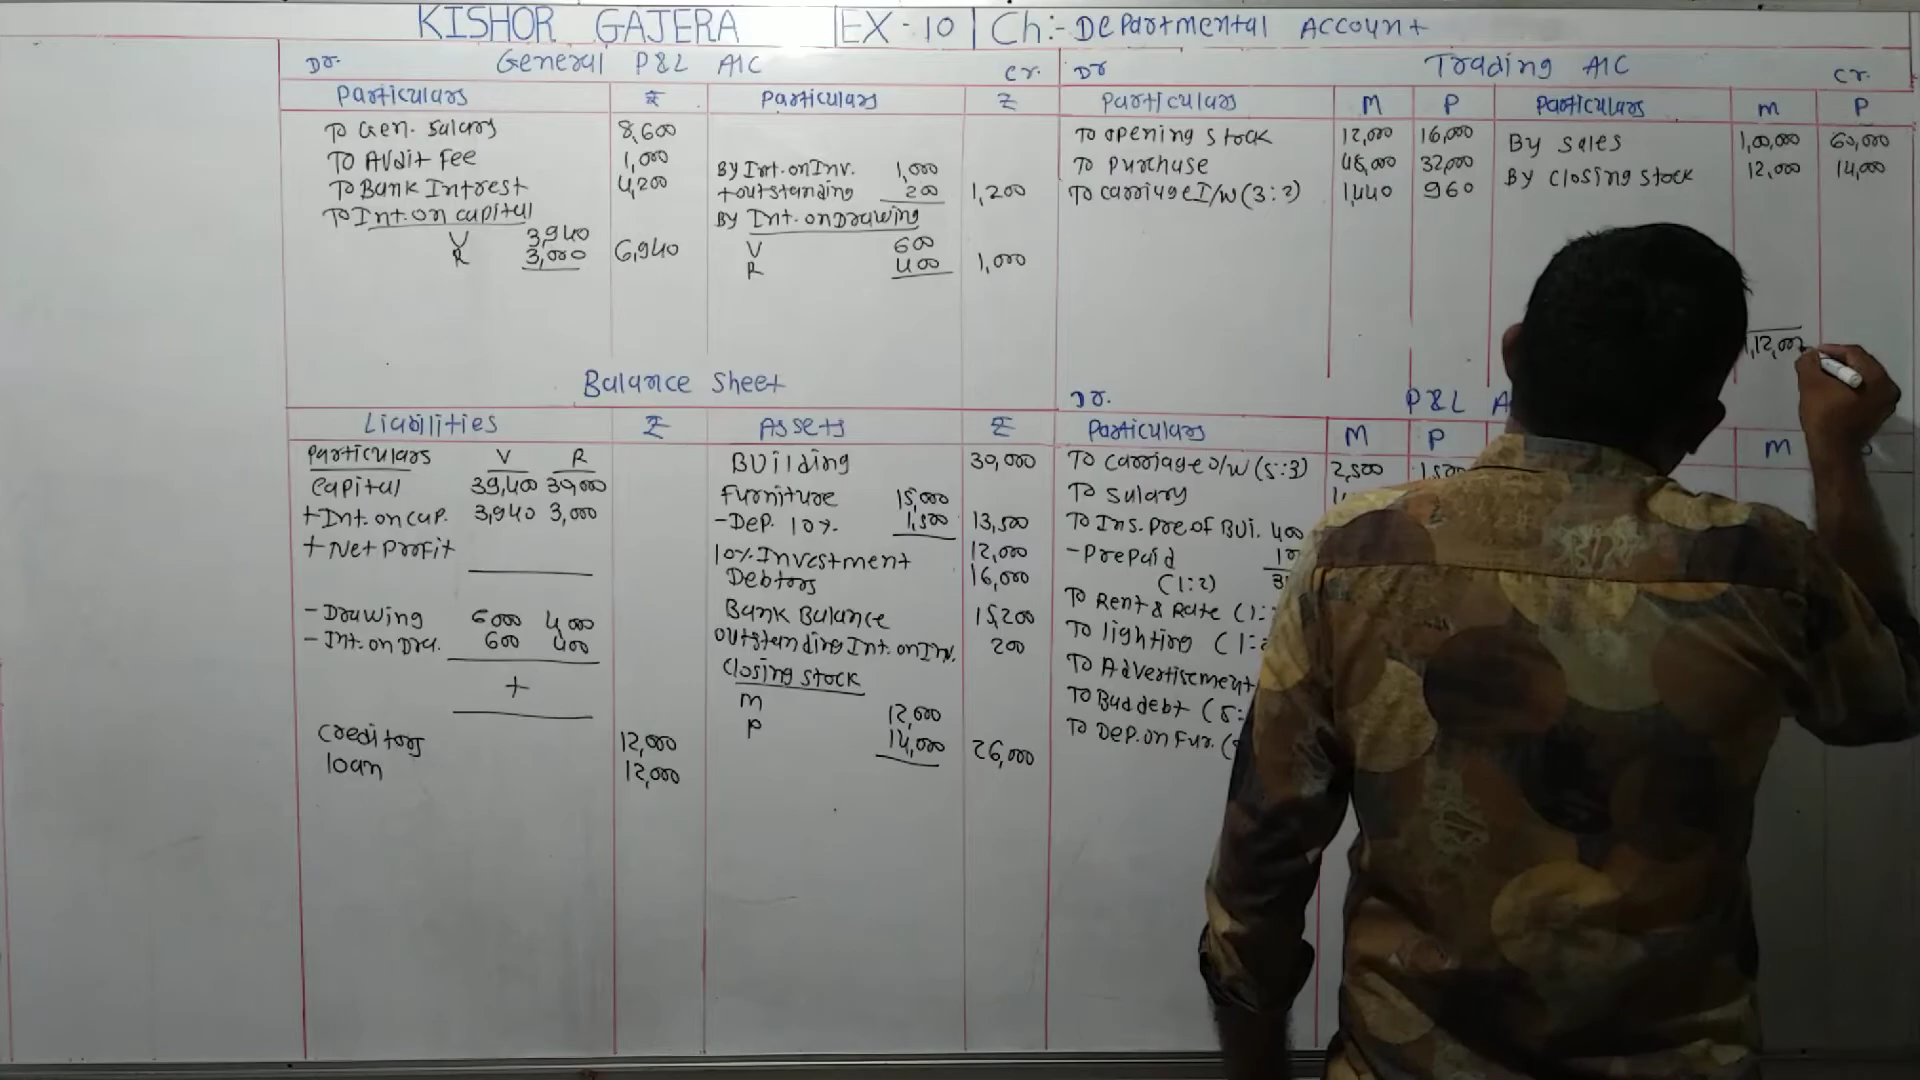 KISHOR GAJERA EX-10 Ch:- Departmental Account
Dr. General P&L A/C Cr.
Particulars ₹ Particulars ₹
To Gen. Salary 8,600
To Audit Fee 1,000 By Int. on Inv. 1,000
To Bank Intrest 4,200 +outstanding 200 1,200
To Int. on capital By Int. on Drawing
V 3,940 V 600
R 3,000 6,940 R 400 1,000
Dr Trading A/C Cr.
Particulars M P Particulars M P
To opening stock 12,000 16,000 By Sales 1,00,000 60,000
To Purchase 32,000 By Closing Stock 12,000 14,000
To carriage I/W 1,440 960
1,12,000
Balance Sheet
Liabilities ₹ Assets ₹
Particulars V R Building 30,000
Capital 39,400 30,000 Furniture 15,000
+Int. on cap. 3,940 3,000 -Dep. 10% 1,500 13,500
+Net Profit 10% Investment 12,000
Debtors 16,000
-Drawing 6000 4,000 Bank Balance 15,200
-Int. on Dra. 600 400 outstanding Int. on Inv. 200
+ Closing Stock
M 12,000
Creditors 12,000 P 14,000 26,000
loan 12,000
Dr. P&L A
Particulars M P M
To Carriage O/W (5:3) 2,500
To Salary
To Ins. Pre. of Bui. 400
-Prepaid
(1:2)
To Rent & Rate
To lighting
To Advertisement
To Bad debt
To Dep. on Fur.